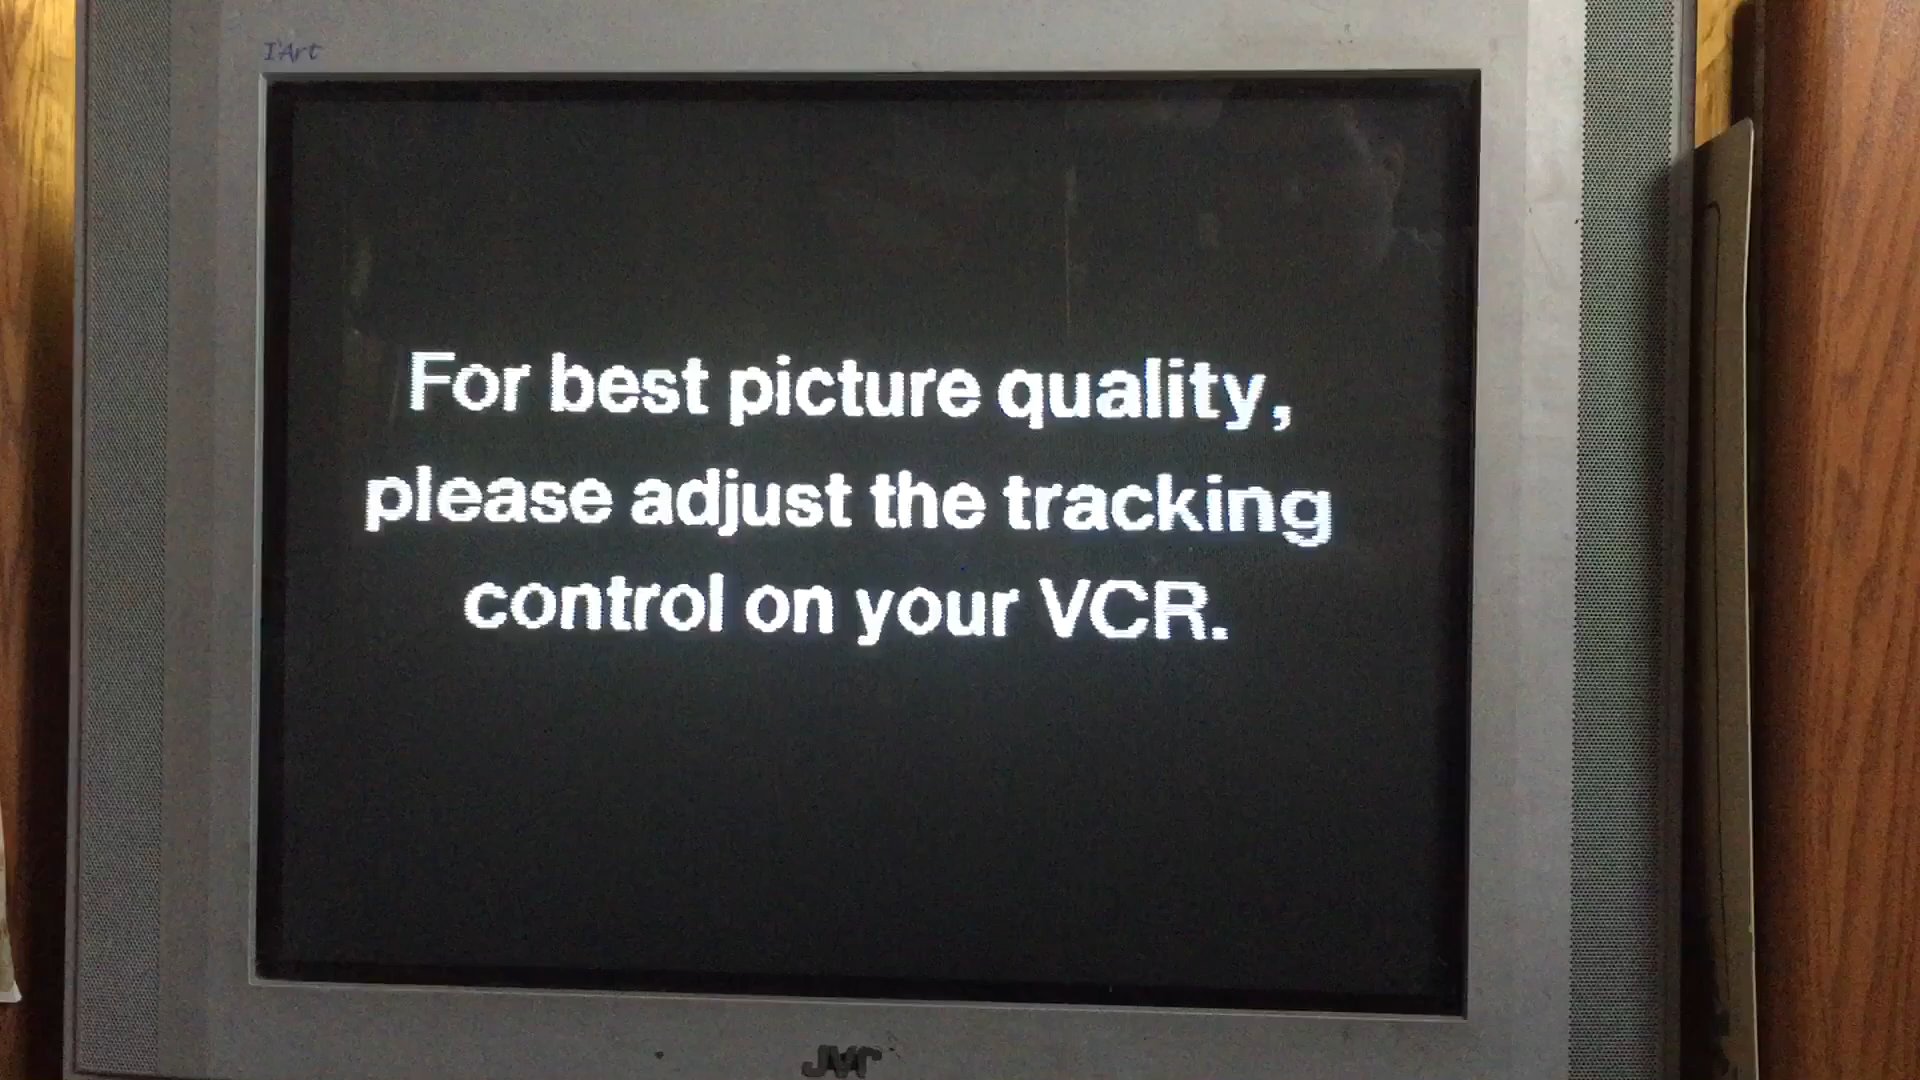 I'Art
For best picture quality,
please adjust the tracking
control on your VCR.
JVC